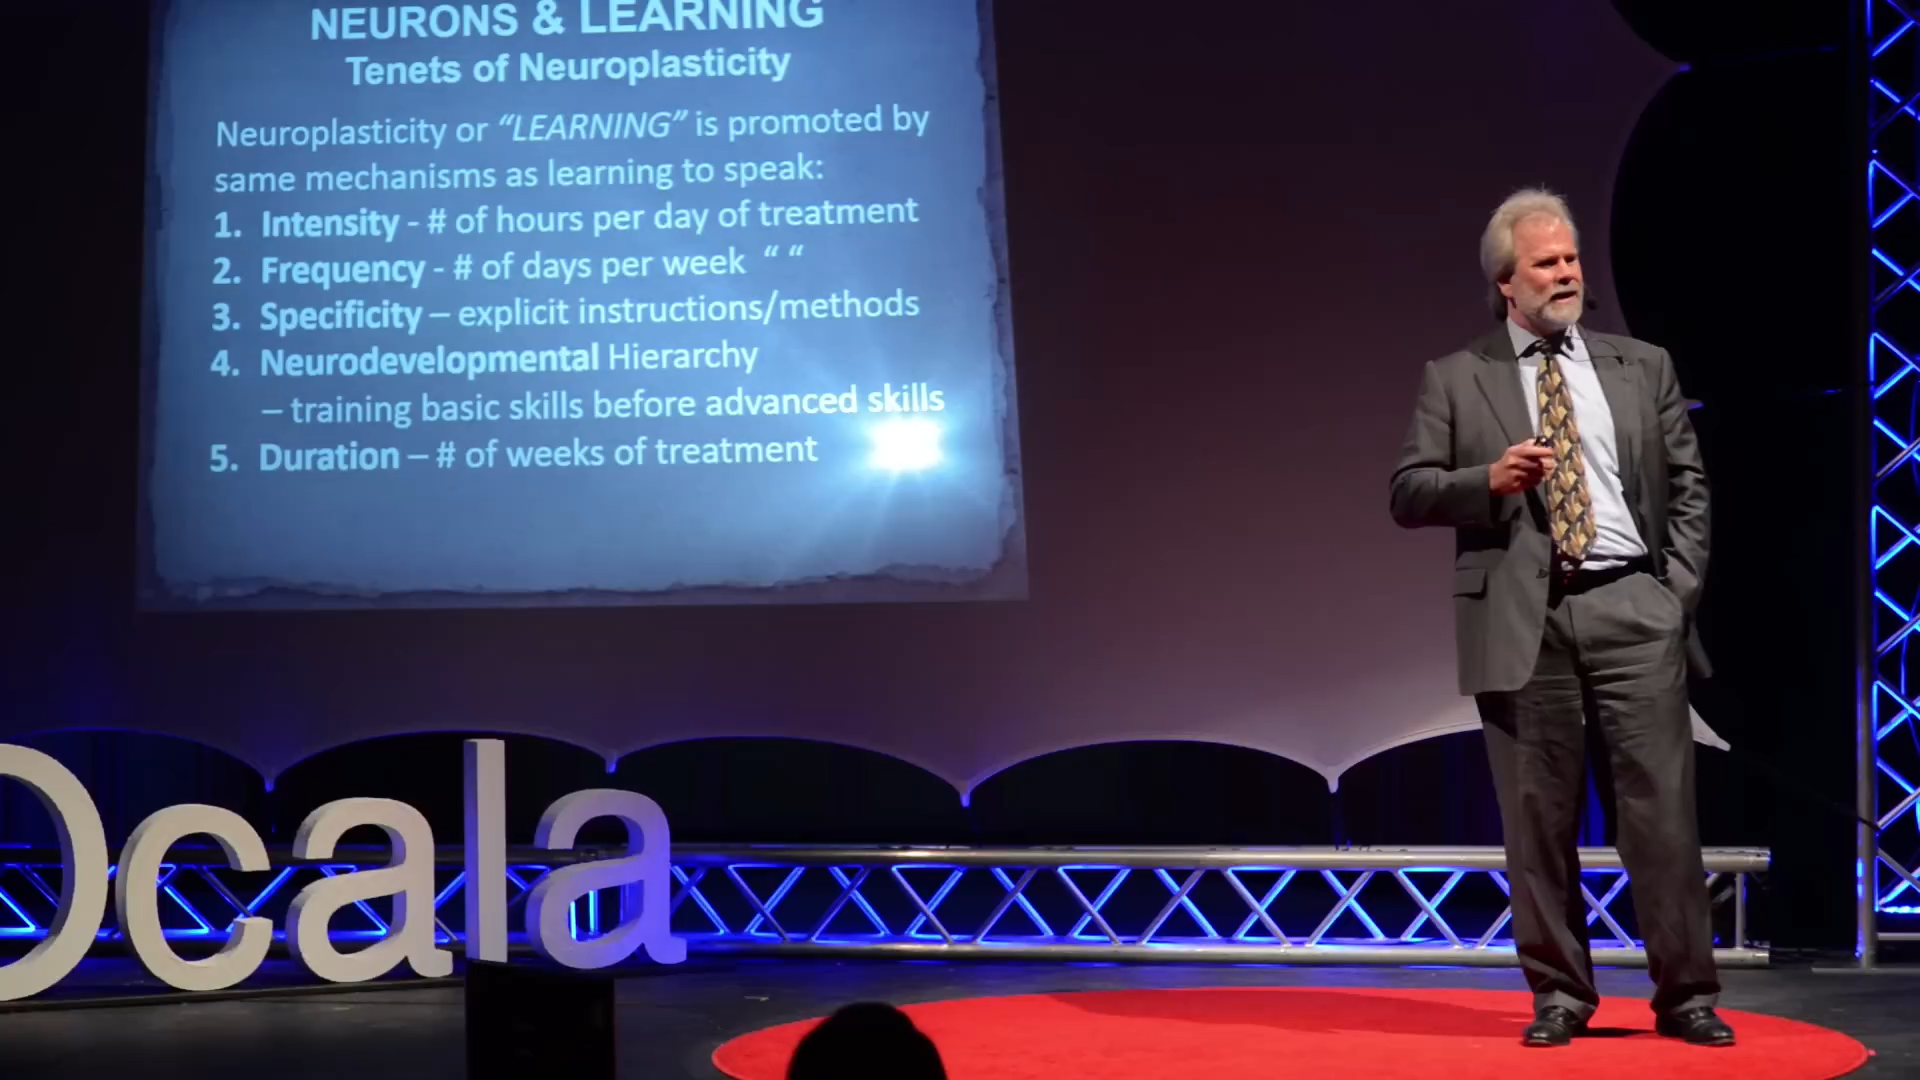 NEURONS & LEARNING
Tenets of Neuroplasticity
Neuroplasticity or “LEARNING” is promoted by
same mechanisms as learning to speak:
1. Intensity - # of hours per day of treatment
2. Frequency - # of days per week “ “
3. Specificity – explicit instructions/methods
4. Neurodevelopmental Hierarchy
– training basic skills before advanced skills
5. Duration – # of weeks of treatment
Ocala